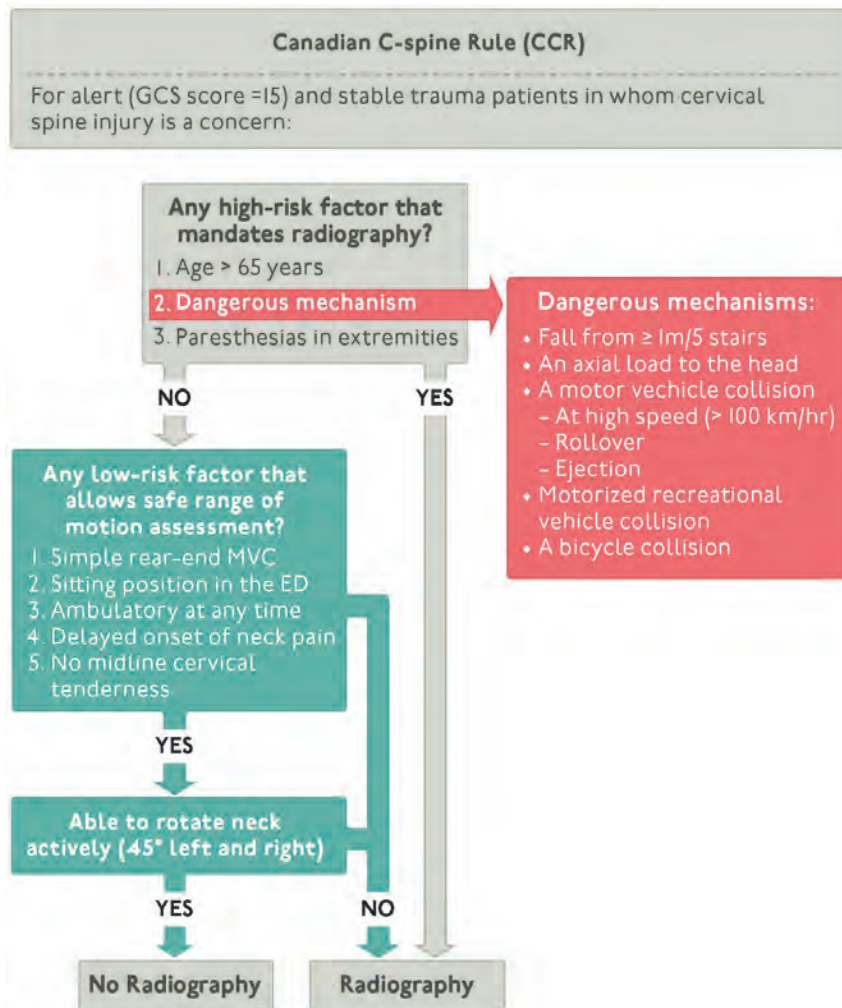 Canadian C-spine Rule (CCR)
For alert (GCS score =15) and stable trauma patients in whom cervical
spine injury is a concern:
Any high-risk factor that
mandates radiography?
1. Age > 65 years
2. Dangerous mechanism
3. Paresthesias in extremities
Dangerous mechanisms:
• Fall from ≥ 1m/5 stairs
• An axial load to the head
• A motor vechicle collision
– At high speed (> 100 km/hr)
– Rollover
– Ejection
• Motorized recreational
vehicle collision
• A bicycle collision
NO
YES
Any low-risk factor that
allows safe range of
motion assessment?
1. Simple rear-end MVC
2. Sitting position in the ED
3. Ambulatory at any time
4. Delayed onset of neck pain
5. No midline cervical
tenderness
YES
Able to rotate neck
actively (45° left and right)
YES
NO
No Radiography
Radiography